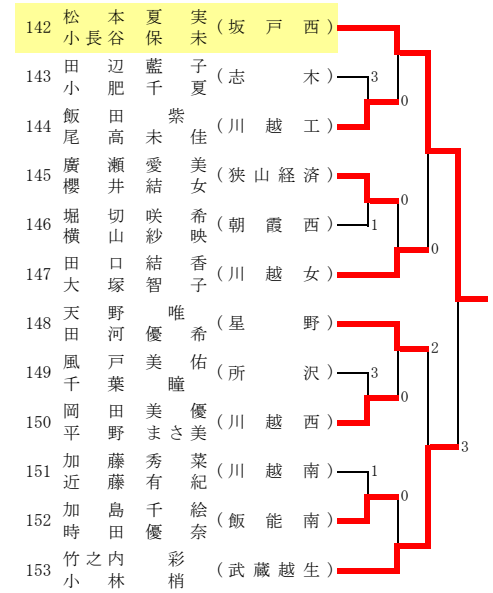 142 松本夏実 (坂戸西)
小長谷保未
143 田辺藍子 (志木) 3
小肥千夏 0
144 飯田紫 (川越工)
尾高未佳
145 廣瀬愛美 (狭山経済)
櫻井結女 0
146 堀切咲希 (朝霞西) 1
横山紗映 0
147 田口結香 (川越女)
大塚智子
148 天野唯 (星野)
田河優希 2
149 風戸美佑 (所沢) 3
千葉瞳 0
150 岡田美優 (川越西)
平野まさ美 3
151 加藤秀菜 (川越南) 1
近藤有紀 0
152 加島千絵 (飯能南)
時田優奈
153 竹之内彩 (武蔵越生)
小林梢